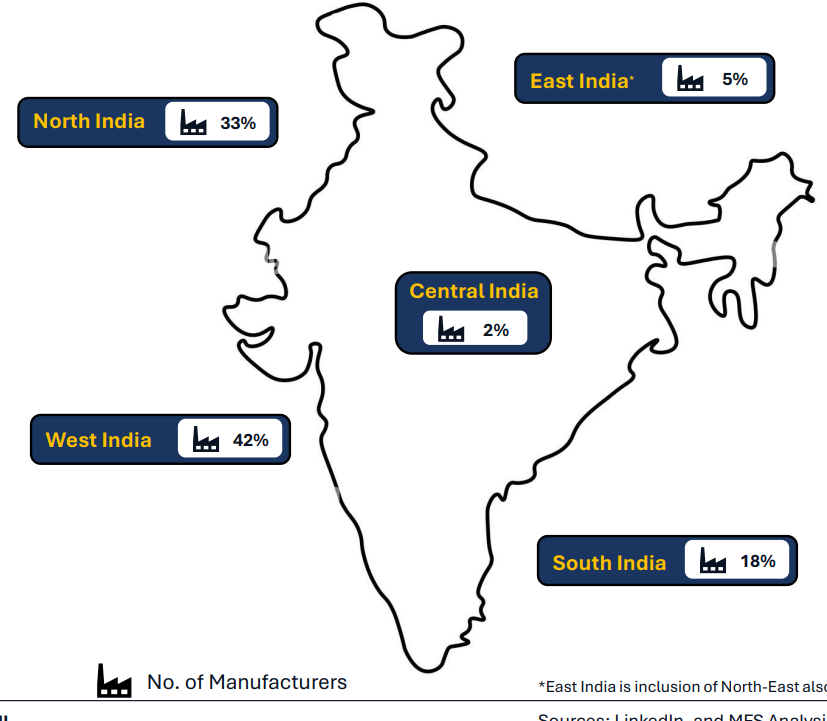 East India*
5%
North India
33%
Central India
2%
West India
42%
South India
18%
No. of Manufacturers
*East India is inclusion of North-East also
Sources: LinkedIn, and MFS Analysi